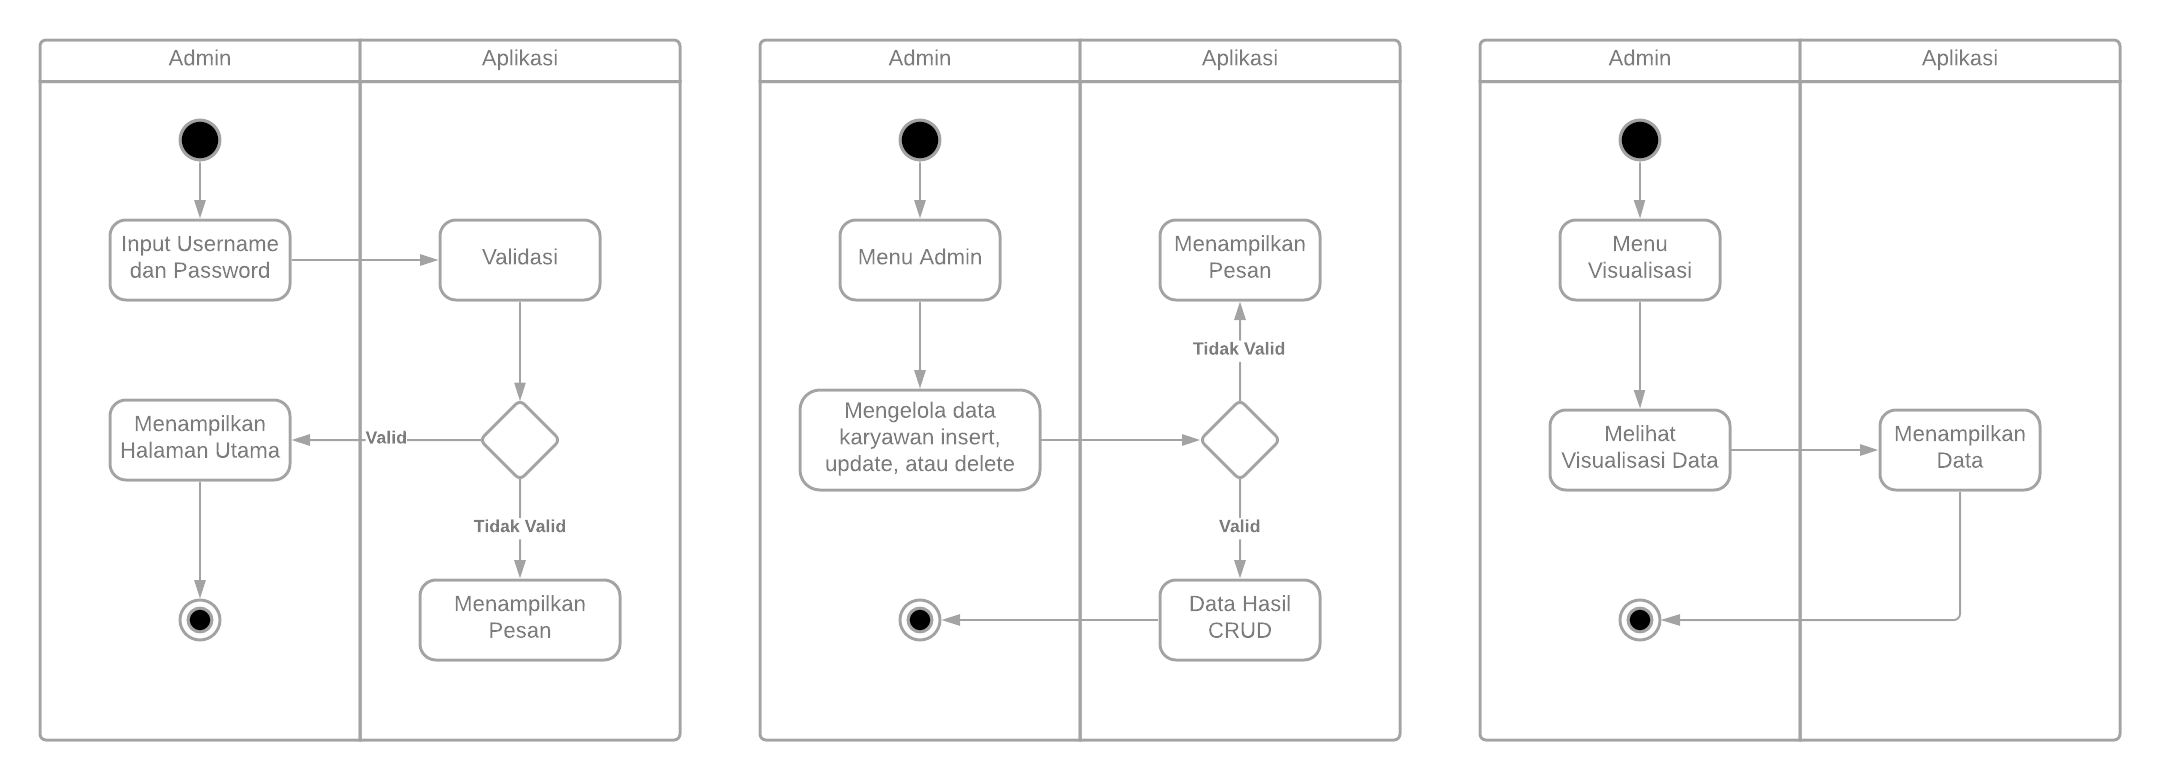 Admin
Aplikasi
Input Username
dan Password
Validasi
Menampilkan
Halaman Utama
Valid
Tidak Valid
Menampilkan
Pesan
Admin
Aplikasi
Menu Admin
Menampilkan
Pesan
Tidak Valid
Mengelola data
karyawan insert,
update, atau delete
Valid
Data Hasil
CRUD
Admin
Aplikasi
Menu
Visualisasi
Melihat
Visualisasi Data
Menampilkan
Data